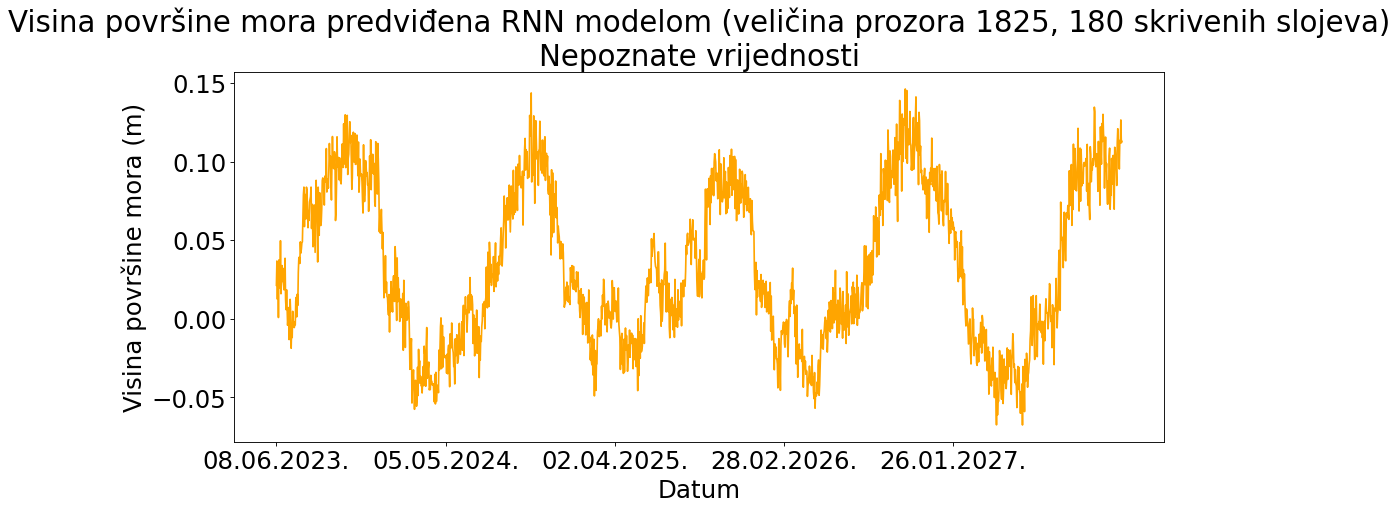 Visina površine mora predviđena RNN modelom (veličina prozora 1825, 180 skrivenih slojeva)
Nepoznate vrijednosti
Visina površine mora (m)
0.15
0.10
0.05
0.00
−0.05
08.06.2023. 05.05.2024. 02.04.2025. 28.02.2026. 26.01.2027.
Datum